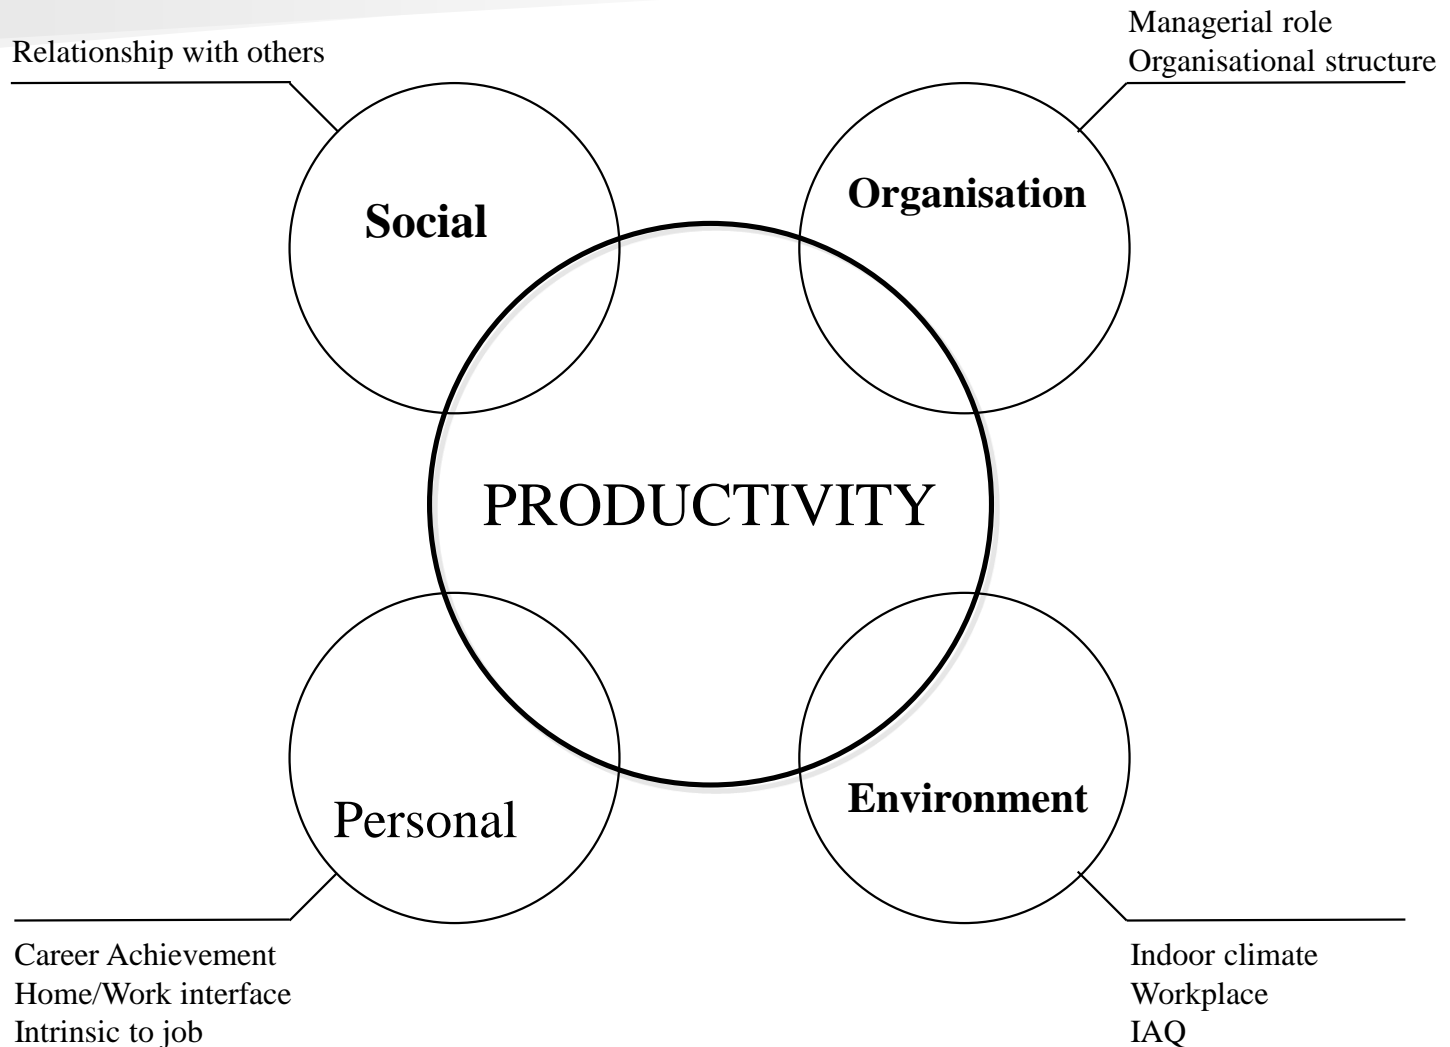 Relationship with others
Managerial role
Organisational structure
Social
Organisation
PRODUCTIVITY
Personal
Environment
Career Achievement
Home/Work interface
Intrinsic to job
Indoor climate
Workplace
IAQ